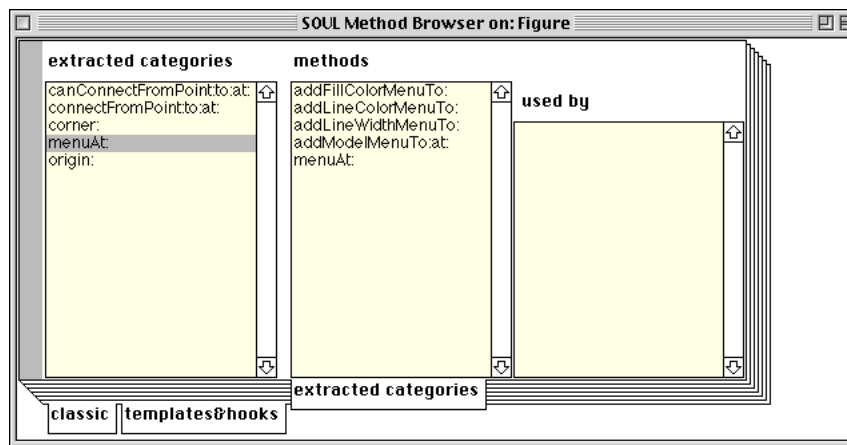 SOUL Method Browser on: Figure
extracted categories
canConnectFromPoint:to:at:
connectFromPoint:to:at:
corner:
menuAt:
origin:
methods
addFillColorMenuTo:
addLineColorMenuTo:
addLineWidthMenuTo:
addModelMenuTo:at:
menuAt:
used by
extracted categories
classic
templates&hooks